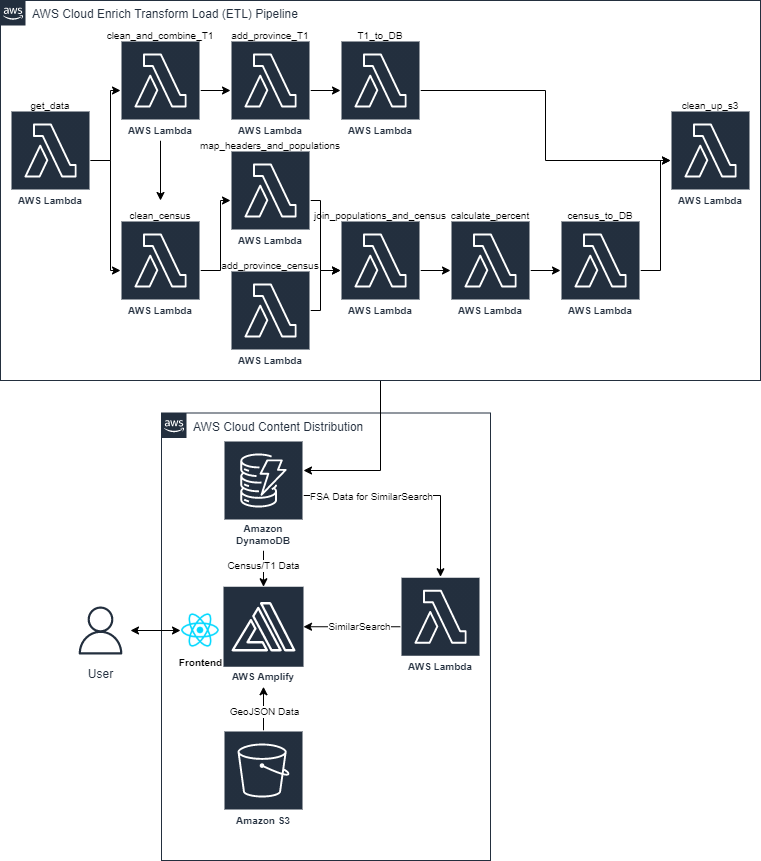 aws
AWS Cloud Enrich Transform Load (ETL) Pipeline
clean_and_combine_T1
add_province_T1
T1_to_DB
AWS Lambda
AWS Lambda
AWS Lambda
get_data
clean_up_s3
AWS Lambda
AWS Lambda
map_headers_and_populations
AWS Lambda
clean_census
join_populations_and_census
calculate_percent
census_to_DB
AWS Lambda
AWS Lambda
AWS Lambda
AWS Lambda
add_province_census
AWS Lambda
aws
AWS Cloud Content Distribution
FSA Data for SimilarSearch
Amazon
DynamoDB
Census/T1 Data
SimilarSearch
User
Frontend
AWS Amplify
AWS Lambda
GeoJSON Data
Amazon S3